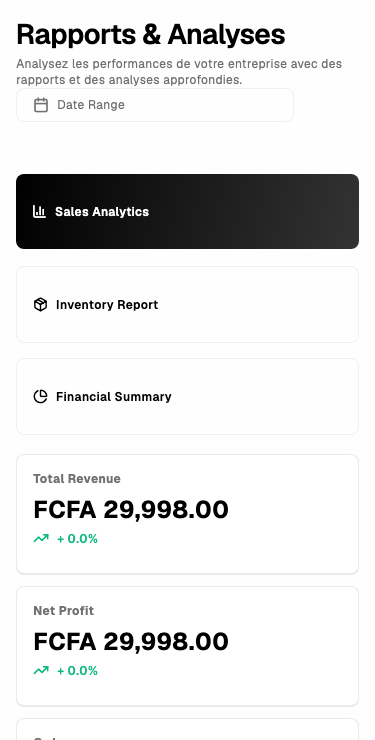 Rapports & Analyses
Analysez les performances de votre entreprise avec des
rapports et des analyses approfondies.
Date Range
Sales Analytics
Inventory Report
Financial Summary
Total Revenue
FCFA 29,998.00
+ 0.0%
Net Profit
FCFA 29,998.00
+ 0.0%